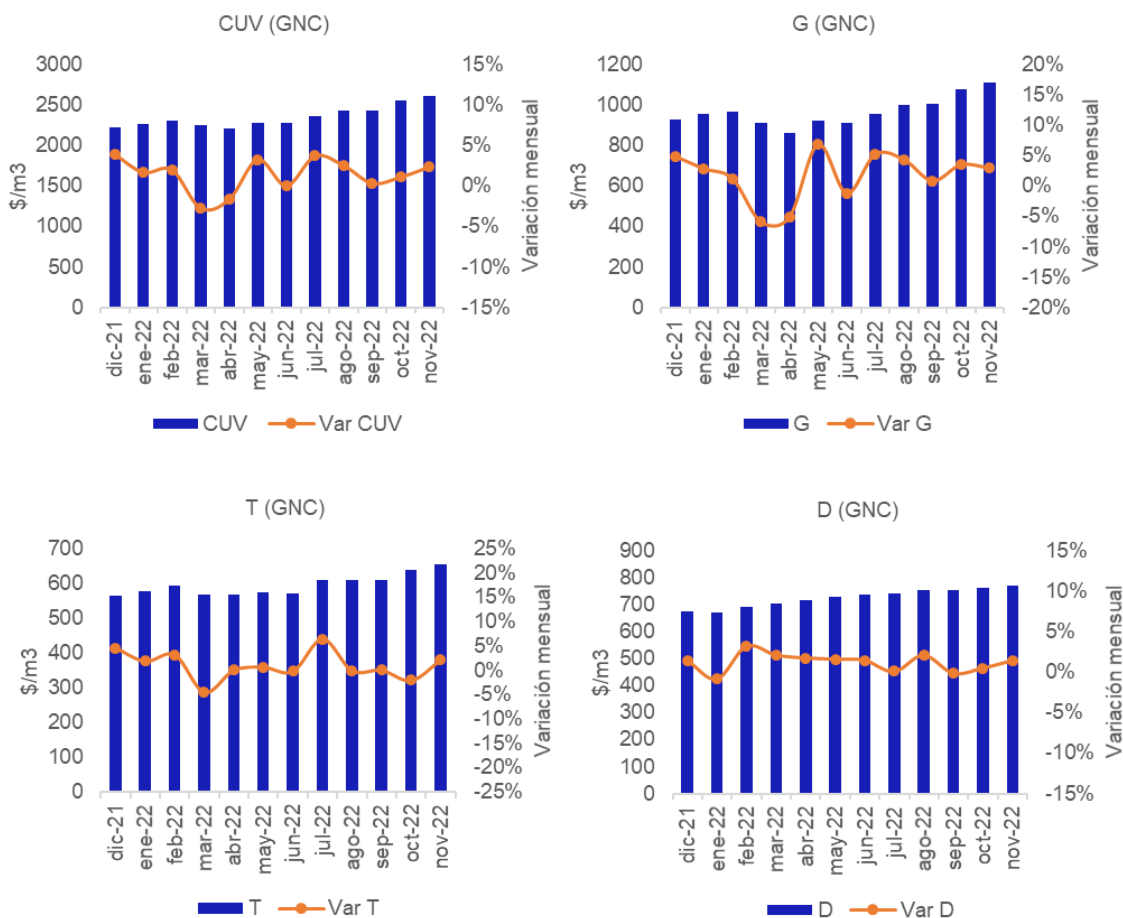 CUV (GNC)
3000
2500
2000
1500
1000
500
0
$/m3
15%
10%
5%
0%
-5%
-10%
-15%
Variación mensual
dic-21
ene-22
feb-22
mar-22
abr-22
may-22
jun-22
jul-22
ago-22
sep-22
oct-22
nov-22
CUV Var CUV
G (GNC)
1200
1000
800
600
400
200
0
$/m3
20%
15%
10%
5%
0%
-5%
-10%
-15%
-20%
Variación mensual
dic-21
ene-22
feb-22
mar-22
abr-22
may-22
jun-22
jul-22
ago-22
sep-22
oct-22
nov-22
G Var G
T (GNC)
700
600
500
400
300
200
100
0
$/m3
25%
20%
15%
10%
5%
0%
-5%
-10%
-15%
-20%
-25%
Variación mensual
dic-21
ene-22
feb-22
mar-22
abr-22
may-22
jun-22
jul-22
ago-22
sep-22
oct-22
nov-22
T Var T
D (GNC)
900
800
700
600
500
400
300
200
100
0
$/m3
15%
10%
5%
0%
-5%
-10%
-15%
Variación mensual
dic-21
ene-22
feb-22
mar-22
abr-22
may-22
jun-22
jul-22
ago-22
sep-22
oct-22
nov-22
D Var D